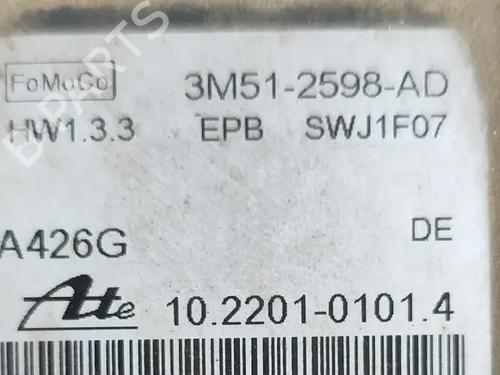 FoMoCo 3M51-2598-AD
HW1.3.3 EPB SWJ1F07
A426G DE
Ate 10.2201-0101.4